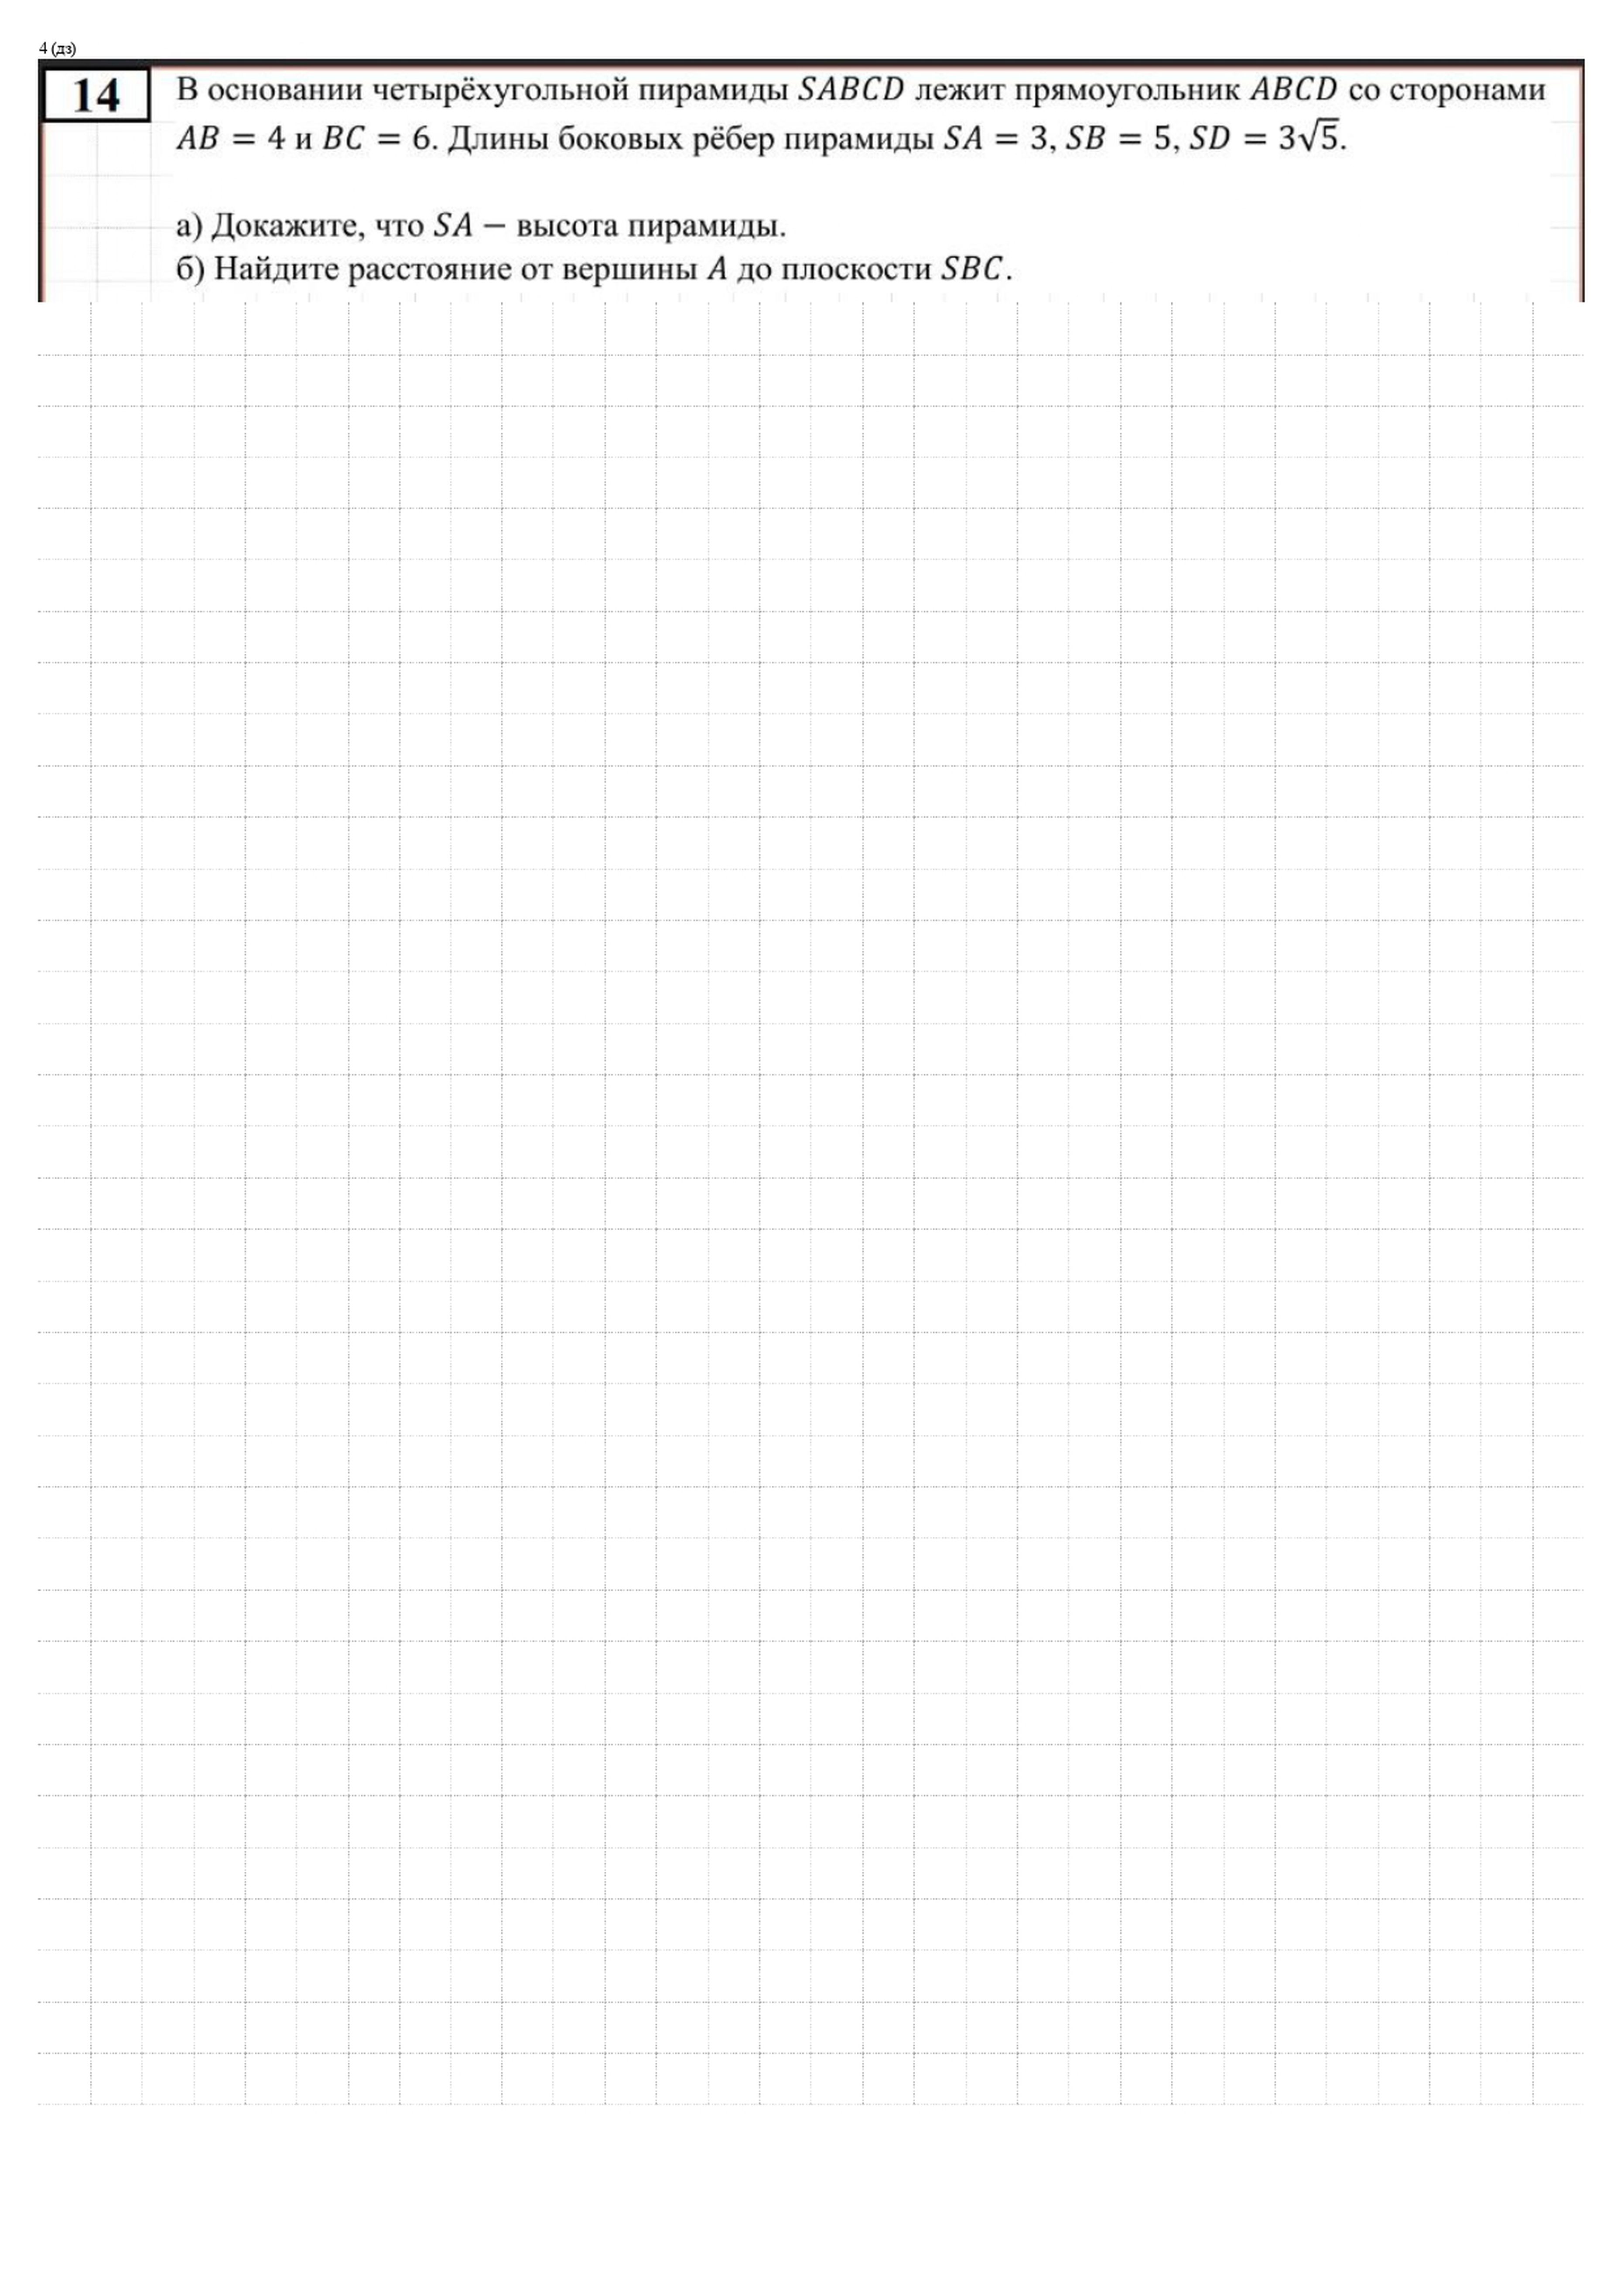 4 (дз)
14
В основании четырёхугольной пирамиды SABCD лежит прямоугольник ABCD со сторонами
AB = 4 и BC = 6. Длины боковых рёбер пирамиды SA = 3, SB = 5, SD = 3√5.
а) Докажите, что SA − высота пирамиды.
б) Найдите расстояние от вершины A до плоскости SBC.